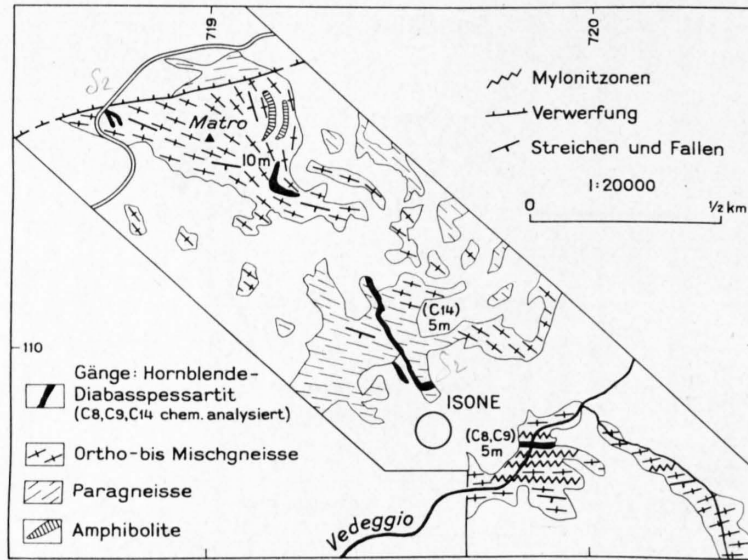 719
720
S2
Mylonitzonen
Verwerfung
Streichen und Fallen
1:20000
0
½ km
Matro
10m
(C14)
5m
S2
110
Gänge: Hornblende-
Diabasspessartit
(C8,C9,C14 chem. analysiert)
ISONE
(C8,C9)
5m
Ortho-bis Mischgneisse
Paragneisse
Amphibolite
Vedeggio